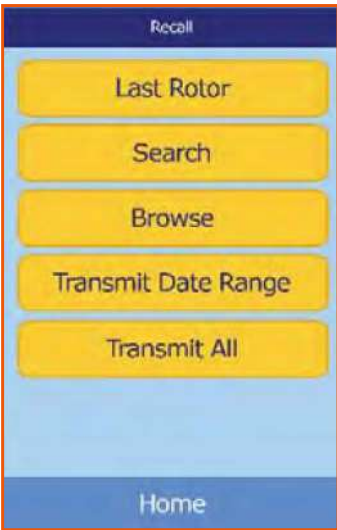 Recall
Last Rotor
Search
Browse
Transmit Date Range
Transmit All
Home